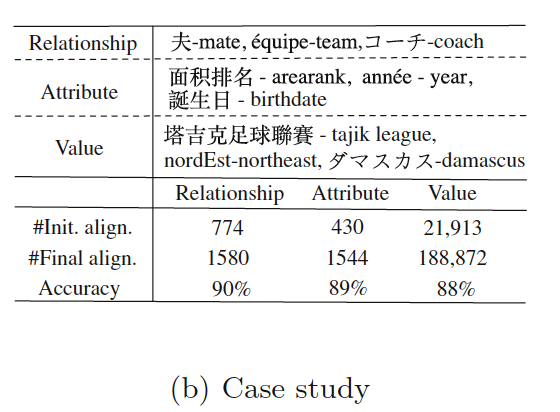 Relationship 夫-mate, équipe-team,コーチ-coach
Attribute 面积排名 - arearank, année - year,
誕生日 - birthdate
Value 塔吉克足球聯賽 - tajik league,
nordEst-northeast, ダマスカス-damascus
Relationship Attribute Value
#Init. align. 774 430 21,913
#Final align. 1580 1544 188,872
Accuracy 90% 89% 88%
(b) Case study